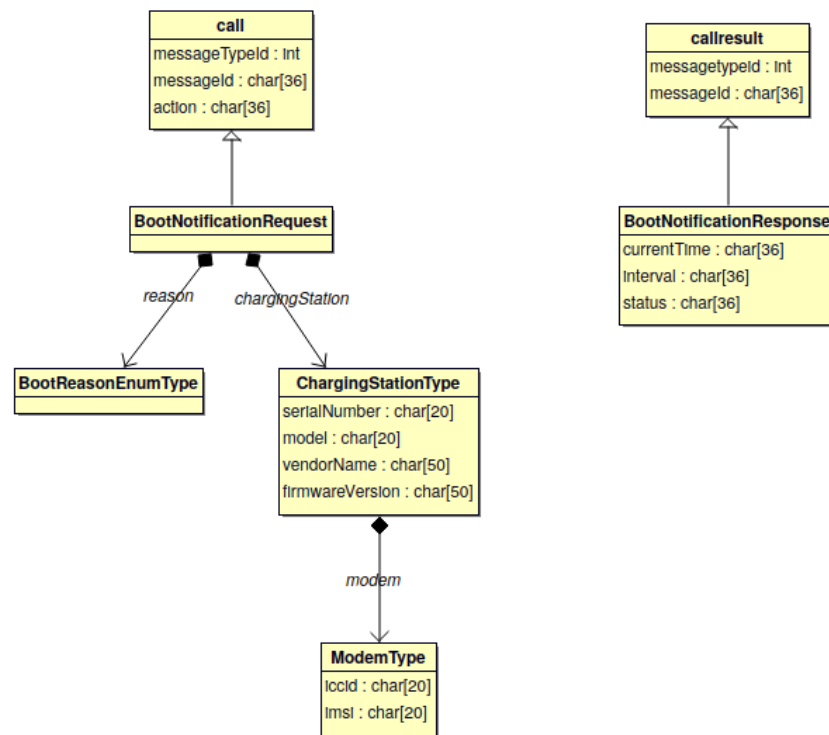 call
messageTypeId : int
messageId : char[36]
action : char[36]
callresult
messagetypeId : int
messageId : char[36]
BootNotificationRequest
BootNotificationResponse
currentTime : char[36]
interval : char[36]
status : char[36]
reason
chargingStation
BootReasonEnumType
ChargingStationType
serialNumber : char[20]
model : char[20]
vendorName : char[50]
firmwareVersion : char[50]
modem
ModemType
iccid : char[20]
imsi : char[20]